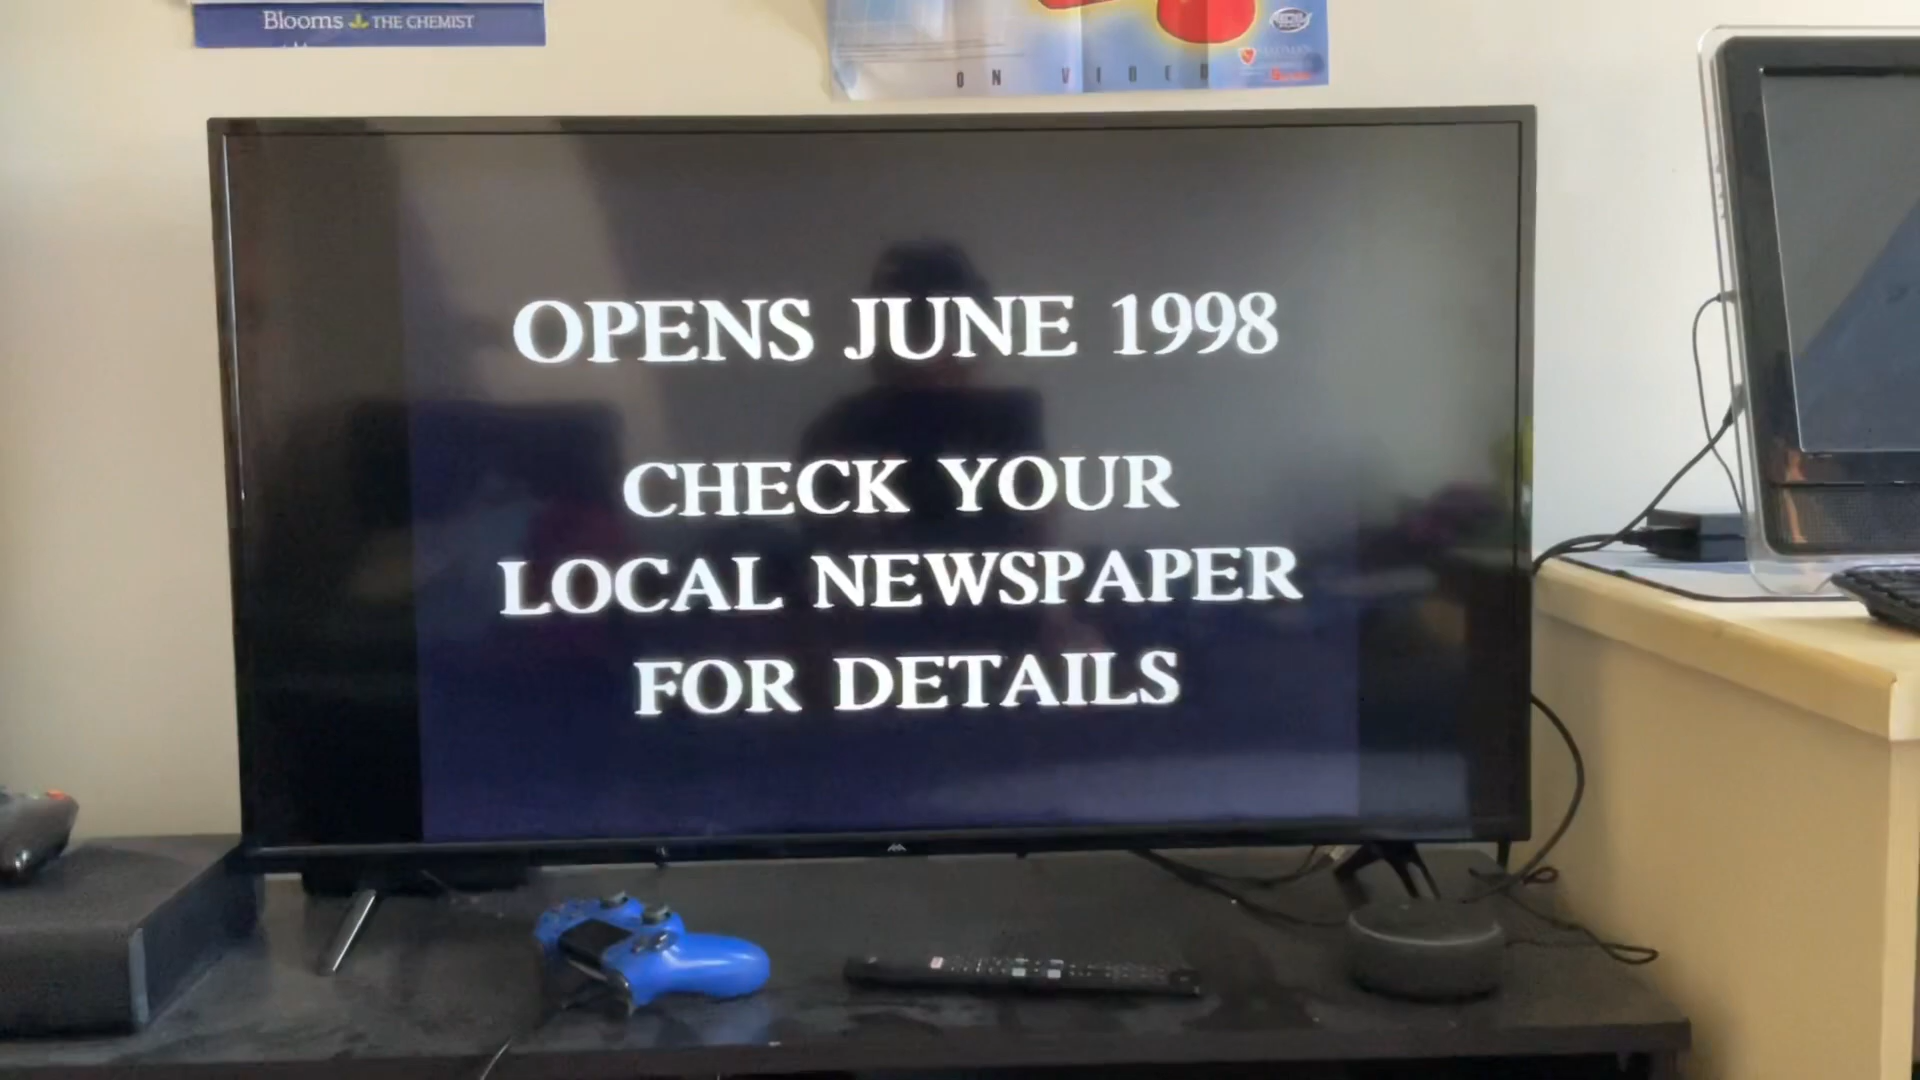 Blooms THE CHEMIST
ON VIDEO
OPENS JUNE 1998
CHECK YOUR
LOCAL NEWSPAPER
FOR DETAILS